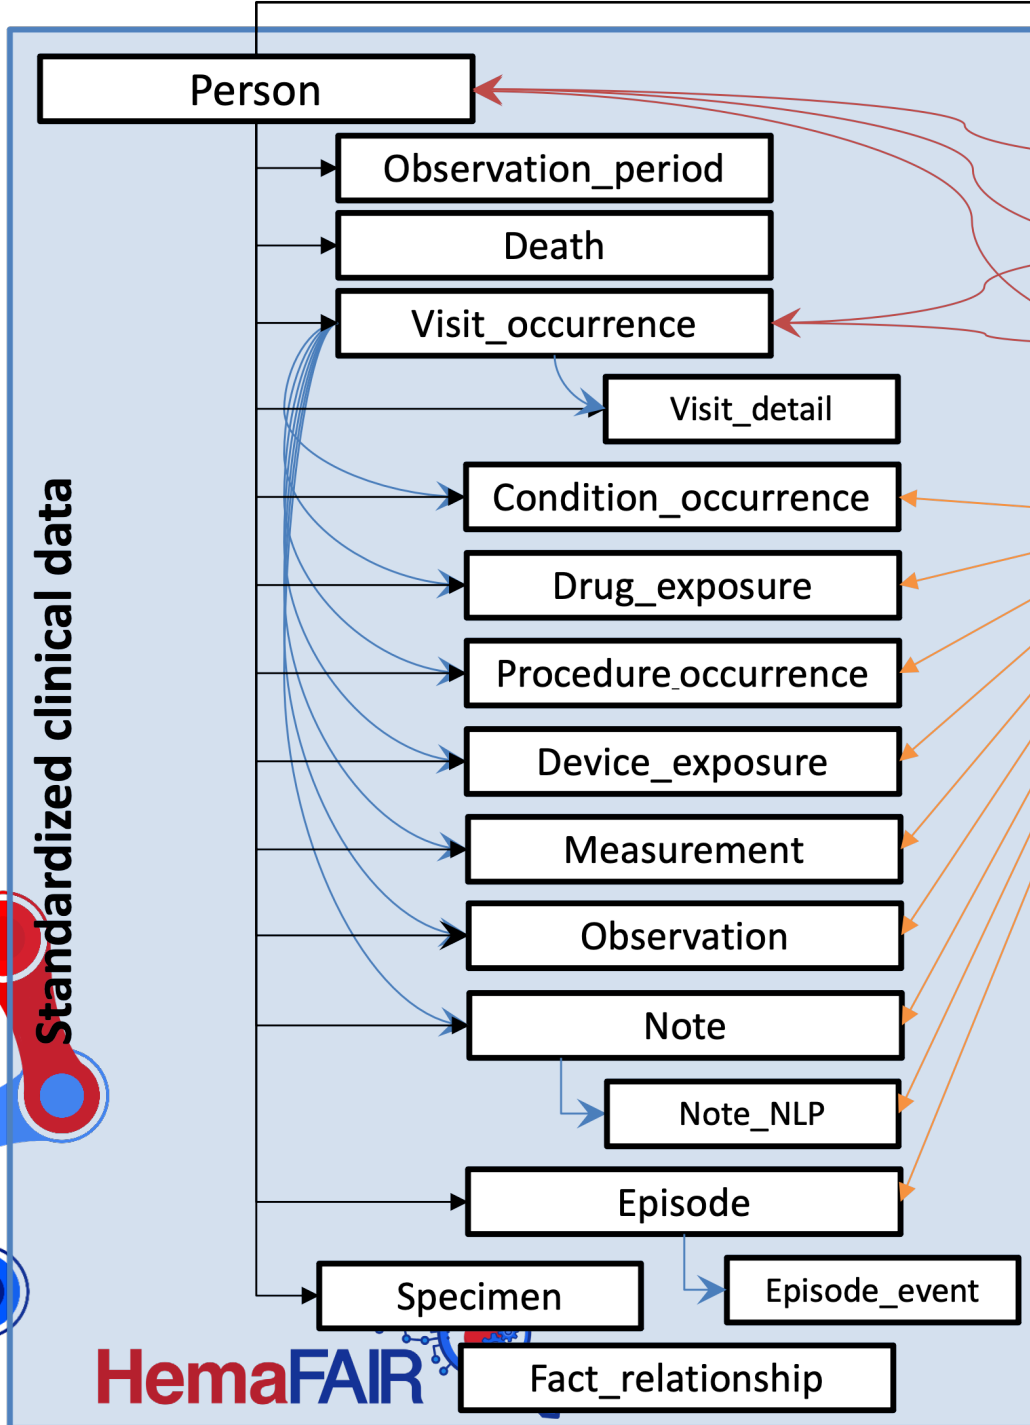 Person
Observation_period
Death
Visit_occurrence
Visit_detail
Condition_occurrence
Drug_exposure
Procedure_occurrence
Device_exposure
Measurement
Observation
Note
Note_NLP
Episode
Episode_event
Specimen
Fact_relationship
Standardized clinical data
HemaFAIR